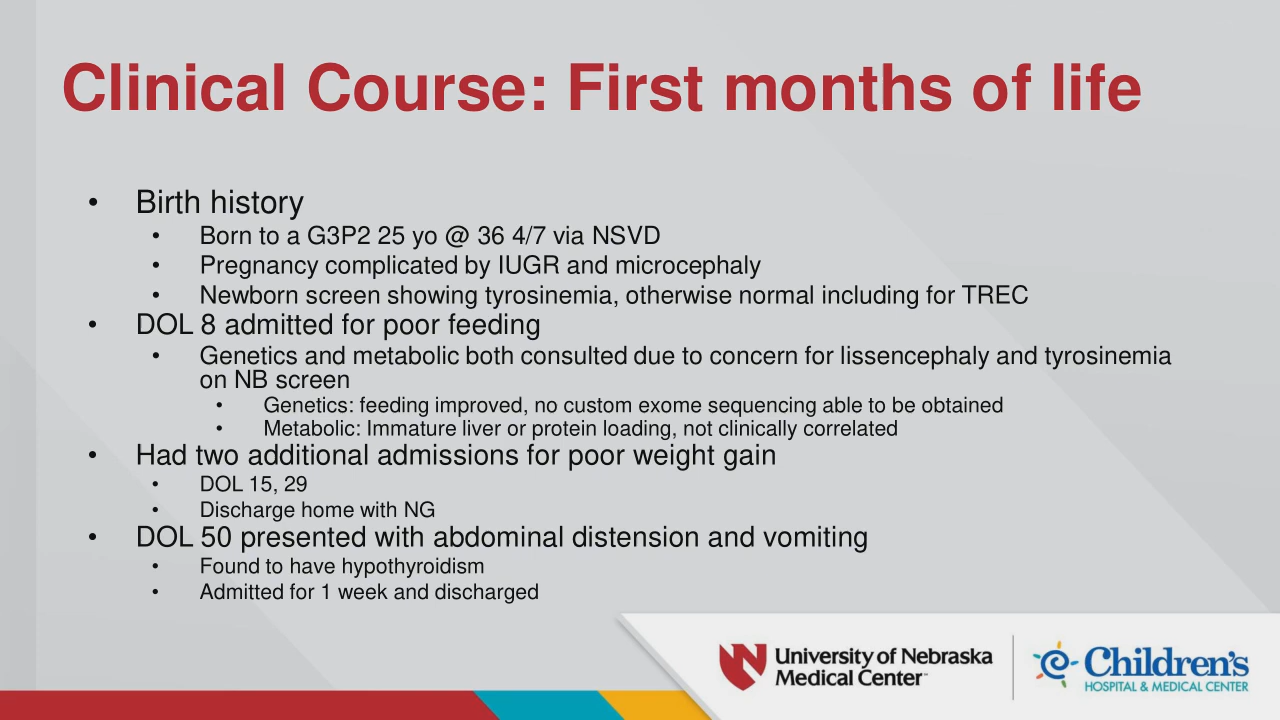 Clinical Course: First months of life
• Birth history
• Born to a G3P2 25 yo @ 36 4/7 via NSVD
• Pregnancy complicated by IUGR and microcephaly
• Newborn screen showing tyrosinemia, otherwise normal including for TREC
• DOL 8 admitted for poor feeding
• Genetics and metabolic both consulted due to concern for lissencephaly and tyrosinemia
on NB screen
• Genetics: feeding improved, no custom exome sequencing able to be obtained
• Metabolic: Immature liver or protein loading, not clinically correlated
• Had two additional admissions for poor weight gain
• DOL 15, 29
• Discharge home with NG
• DOL 50 presented with abdominal distension and vomiting
• Found to have hypothyroidism
• Admitted for 1 week and discharged
University of Nebraska
Medical Center™
Children's
HOSPITAL & MEDICAL CENTER